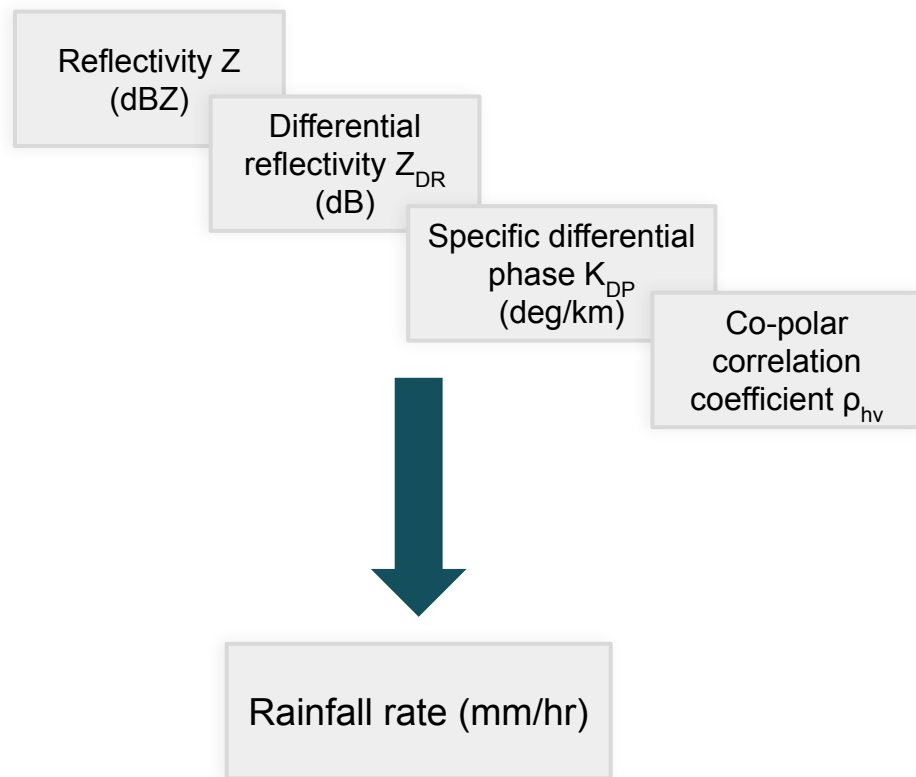 Reflectivity Z
(dBZ)
Differential
reflectivity Z_DR
(dB)
Specific differential
phase K_DP
(deg/km)
Co-polar
correlation
coefficient ρ_hv
Rainfall rate (mm/hr)